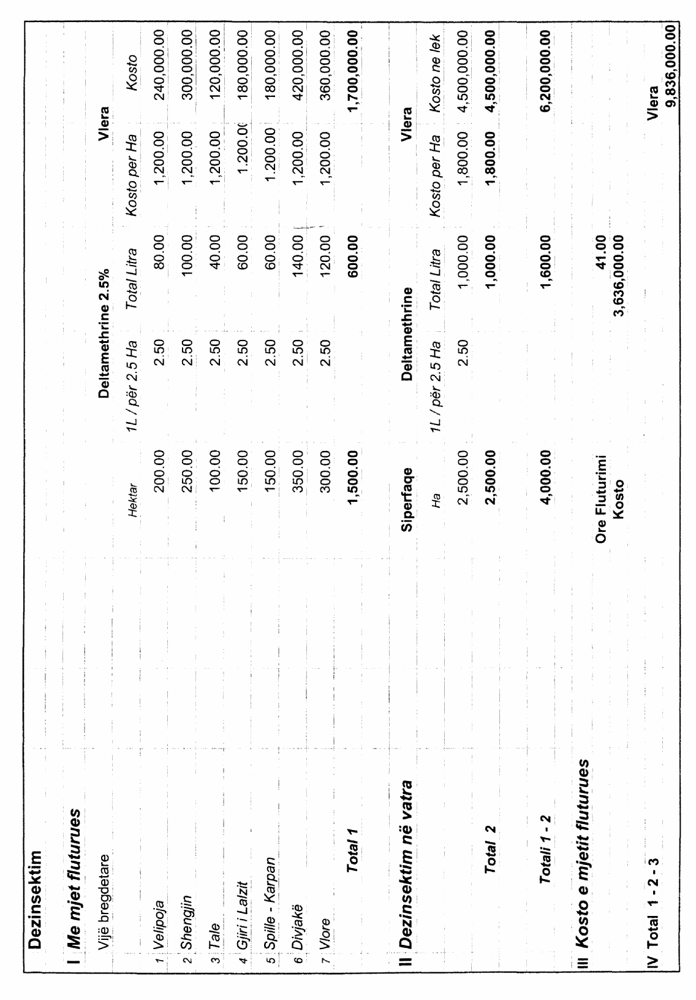 Dezinsektim
I Me mjet fluturues
Vijë bregdetare Deltamethrine 2.5% Vlera
Hektar 1L / për 2.5 Ha Total Litra Kosto per Ha Kosto
1 Velipoja 200.00 2.50 80.00 1,200.00 240,000.00
2 Shengjin 250.00 2.50 100.00 1,200.00 300,000.00
3 Tale 100.00 2.50 40.00 1,200.00 120,000.00
4 Gjiri i Lalzit 150.00 2.50 60.00 1.200.00 180,000.00
5 Spille - Karpan 150.00 2.50 60.00 1.200.00 180,000.00
6 Divjakë 350.00 2.50 140.00 1,200.00 420,000.00
7 Vlore 300.00 2.50 120.00 1,200.00 360,000.00
Total 1 1,500.00 600.00 1,700,000.00
II Dezinsektim në vatra Siperfaqe Deltamethrine Vlera
Ha 1L / për 2.5 Ha Total Litra Kosto per Ha Kosto ne lek
2,500.00 2.50 1,000.00 1,800.00 4,500,000.00
Total 2 2,500.00 1,000.00 1,800.00 4,500,000.00
Totali 1 - 2 4,000.00 1,600.00 6,200,000.00
III Kosto e mjetit fluturues
Ore Fluturimi 41.00
Kosto 3,636,000.00
IV Total 1 - 2 - 3 Vlera
9,836,000.00